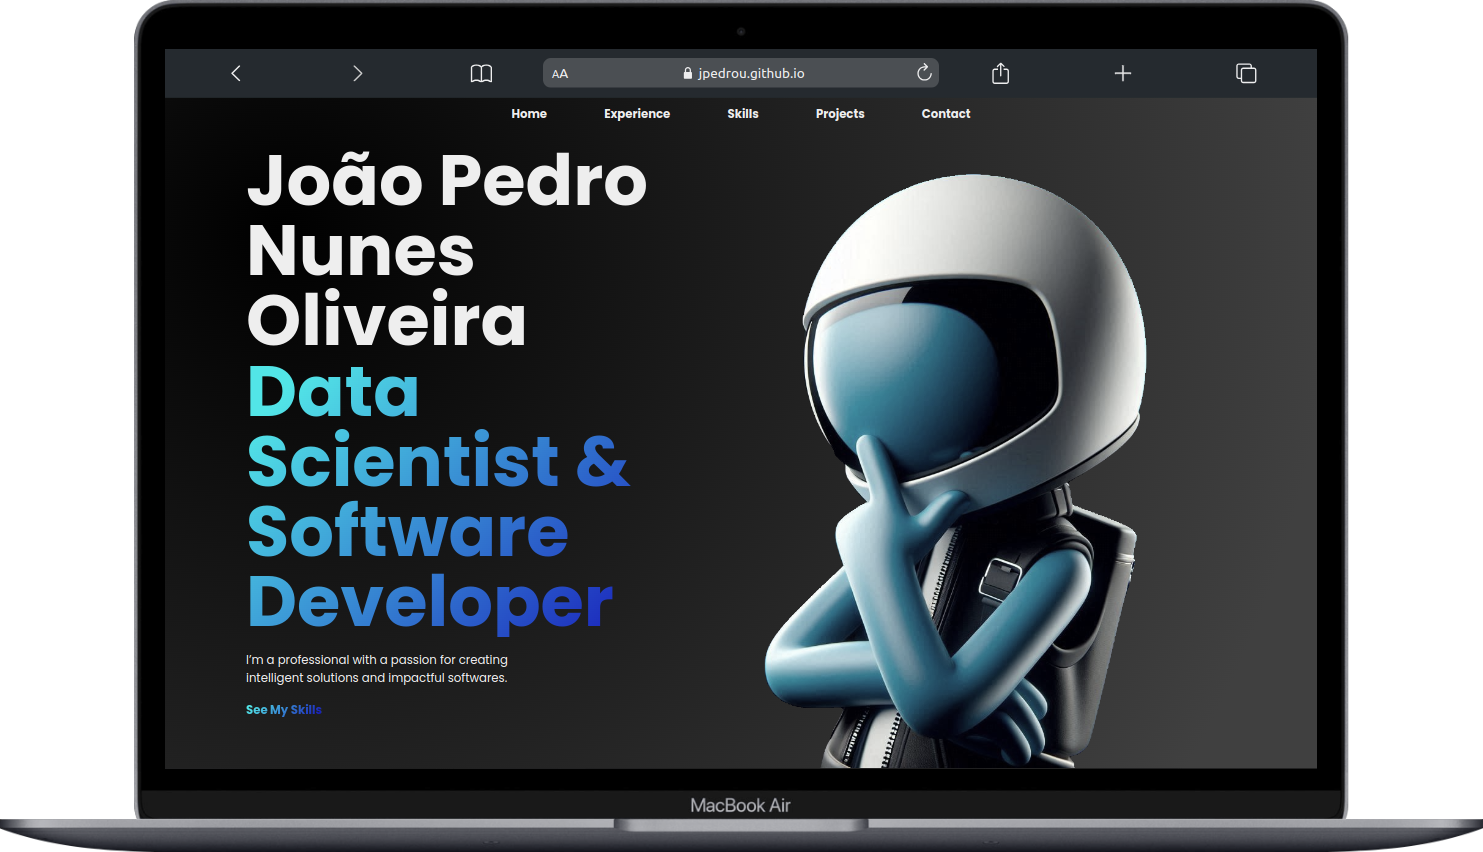 AA jpedrou.github.io
Home Experience Skills Projects Contact
João Pedro
Nunes
Oliveira
Data
Scientist &
Software
Developer
I'm a professional with a passion for creating
intelligent solutions and impactful softwares.
See My Skills
MacBook Air